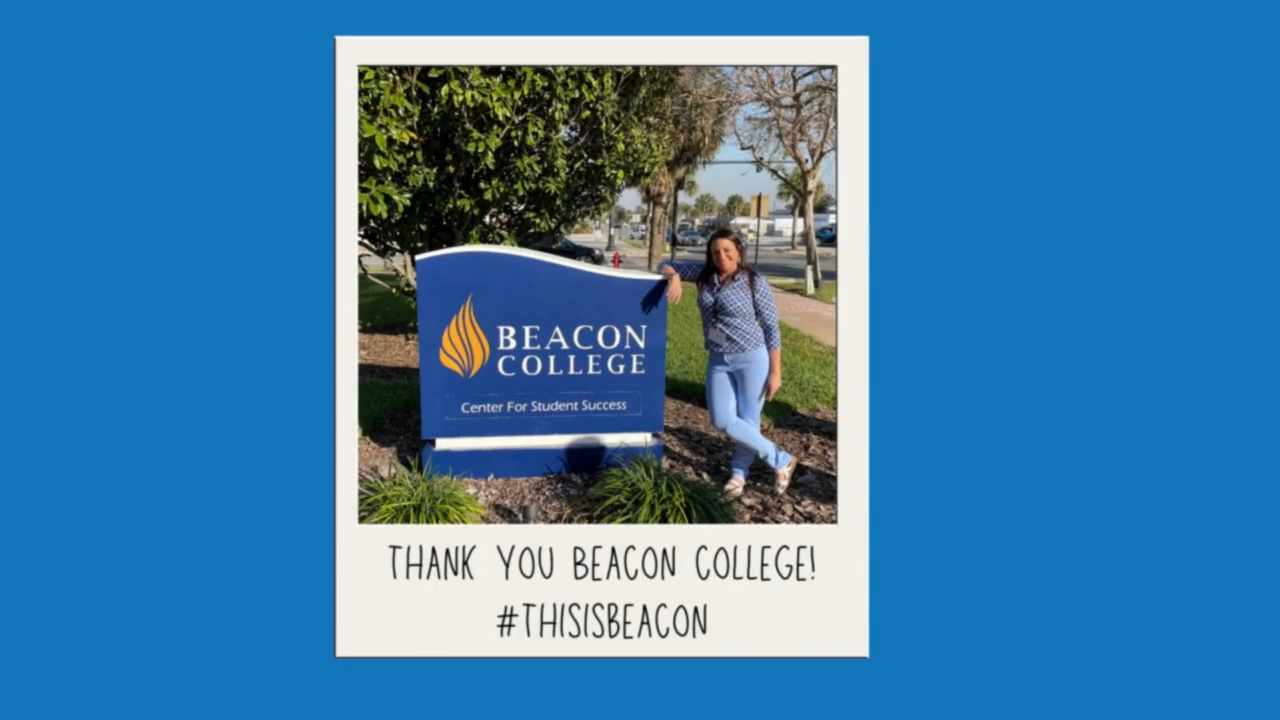 BEACON
COLLEGE
Center For Student Success
THANK YOU BEACON COLLEGE!
#THISISBEACON